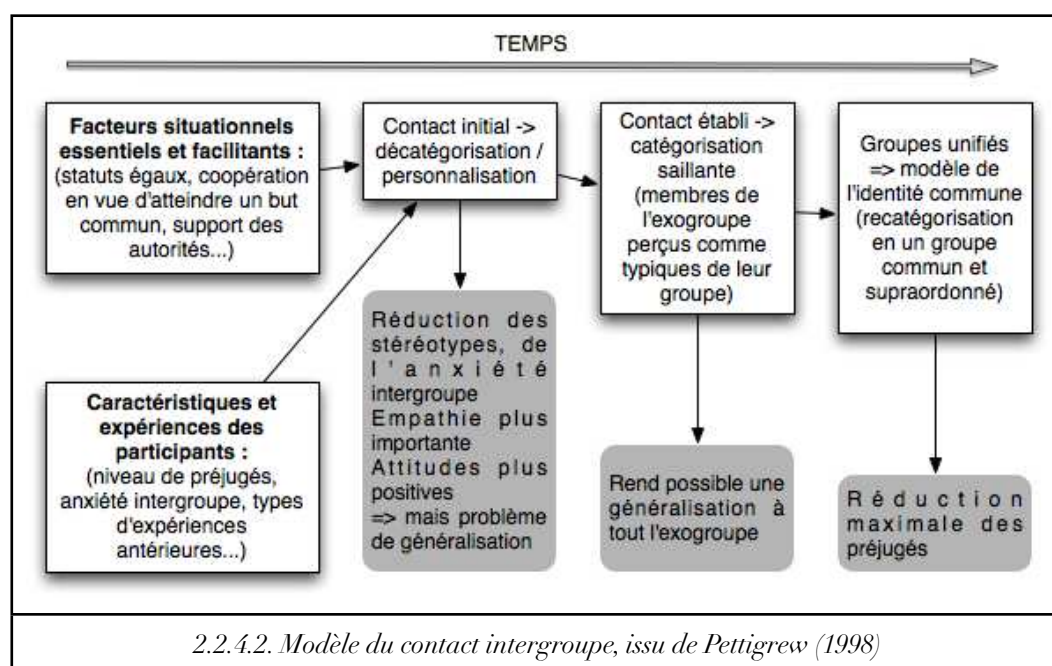 TEMPS
Facteurs situationnels
essentiels et facilitants :
(statuts égaux, coopération
en vue d'atteindre un but
commun, support des
autorités...)
Contact initial ->
décatégorisation /
personnalisation
Contact établi ->
catégorisation
saillante
(membres de
l'exogroupe
perçus comme
typiques de leur
groupe)
Groupes unifiés
=> modèle de
l'identité commune
(recatégorisation
en un groupe
commun et
supraordonné)
Caractéristiques et
expériences des
participants :
(niveau de préjugés,
anxiété intergroupe, types
d'expériences
antérieures...)
Réduction des
stéréotypes, de
l'anxiété
intergroupe
Empathie plus
importante
Attitudes plus
positives
=> mais problème
de généralisation
Rend possible une
généralisation à
tout l'exogroupe
Réduction
maximale des
préjugés
2.2.4.2. Modèle du contact intergroupe, issu de Pettigrew (1998)